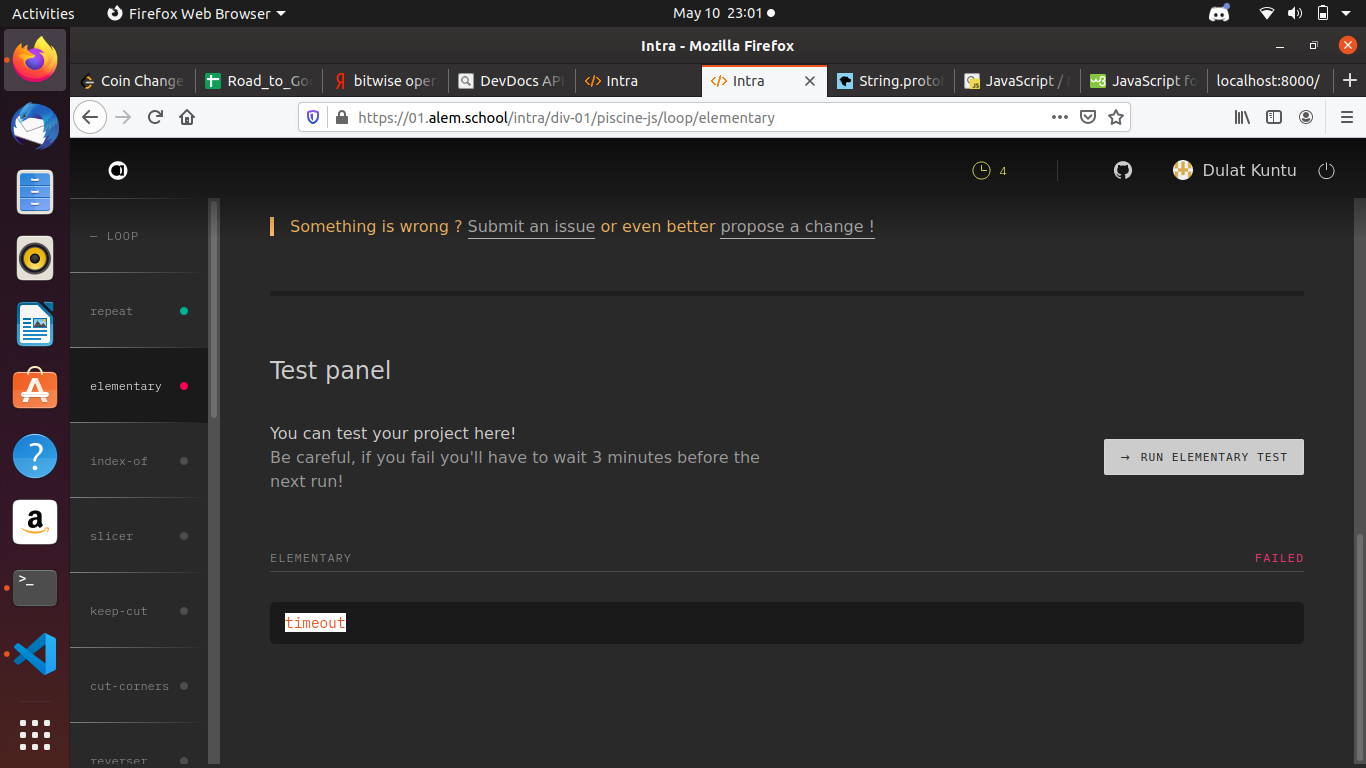 Activities
Firefox Web Browser
May 10 23:01
Intra - Mozilla Firefox
Coin Change
Road_to_Go
bitwise oper
DevDocs API
Intra
Intra
String.proto
JavaScript /
JavaScript fo
localhost:8000/
https://01.alem.school/intra/div-01/piscine-js/loop/elementary
4
Dulat Kuntu
— LOOP
repeat
elementary
index-of
slicer
keep-cut
cut-corners
reverser
Something is wrong ? Submit an issue or even better propose a change !
Test panel
You can test your project here!
Be careful, if you fail you'll have to wait 3 minutes before the
next run!
→ RUN ELEMENTARY TEST
ELEMENTARY
FAILED
timeout